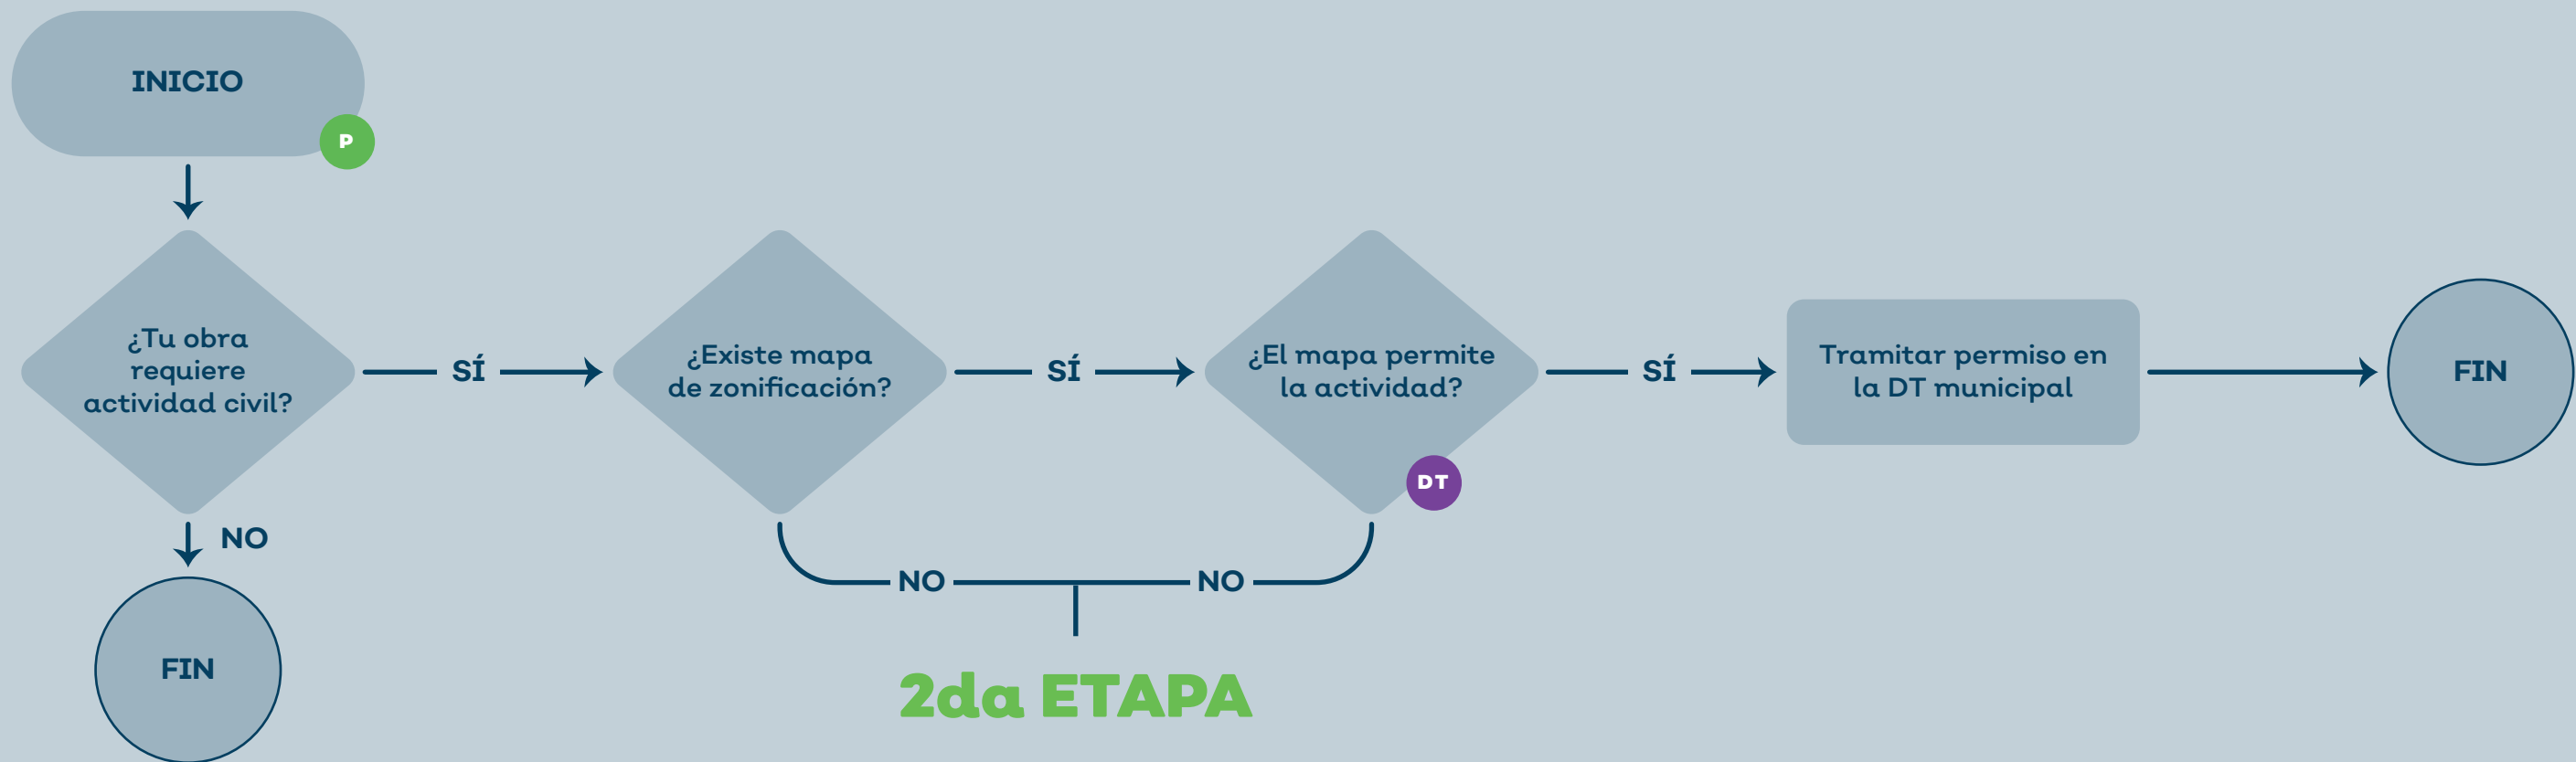 INICIO
P
¿Tu obra
requiere
actividad civil?
SÍ
¿Existe mapa
de zonificación?
SÍ
¿El mapa permite
la actividad?
DT
SÍ
Tramitar permiso en
la DT municipal
FIN
NO
FIN
NO
NO
2da ETAPA